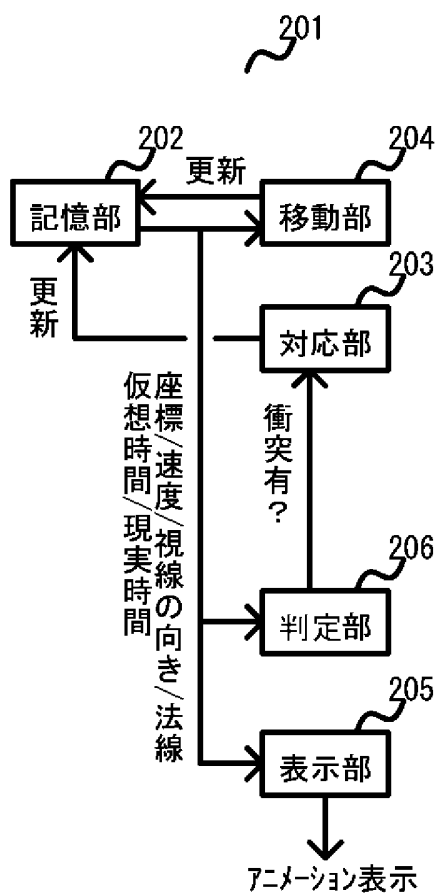 201
202
204
更新
記憶部
移動部
203
更新
対応部
座標/速度/視線の向き/法線
仮想時間/現実時間
衝突有?
206
判定部
205
表示部
アニメーション表示